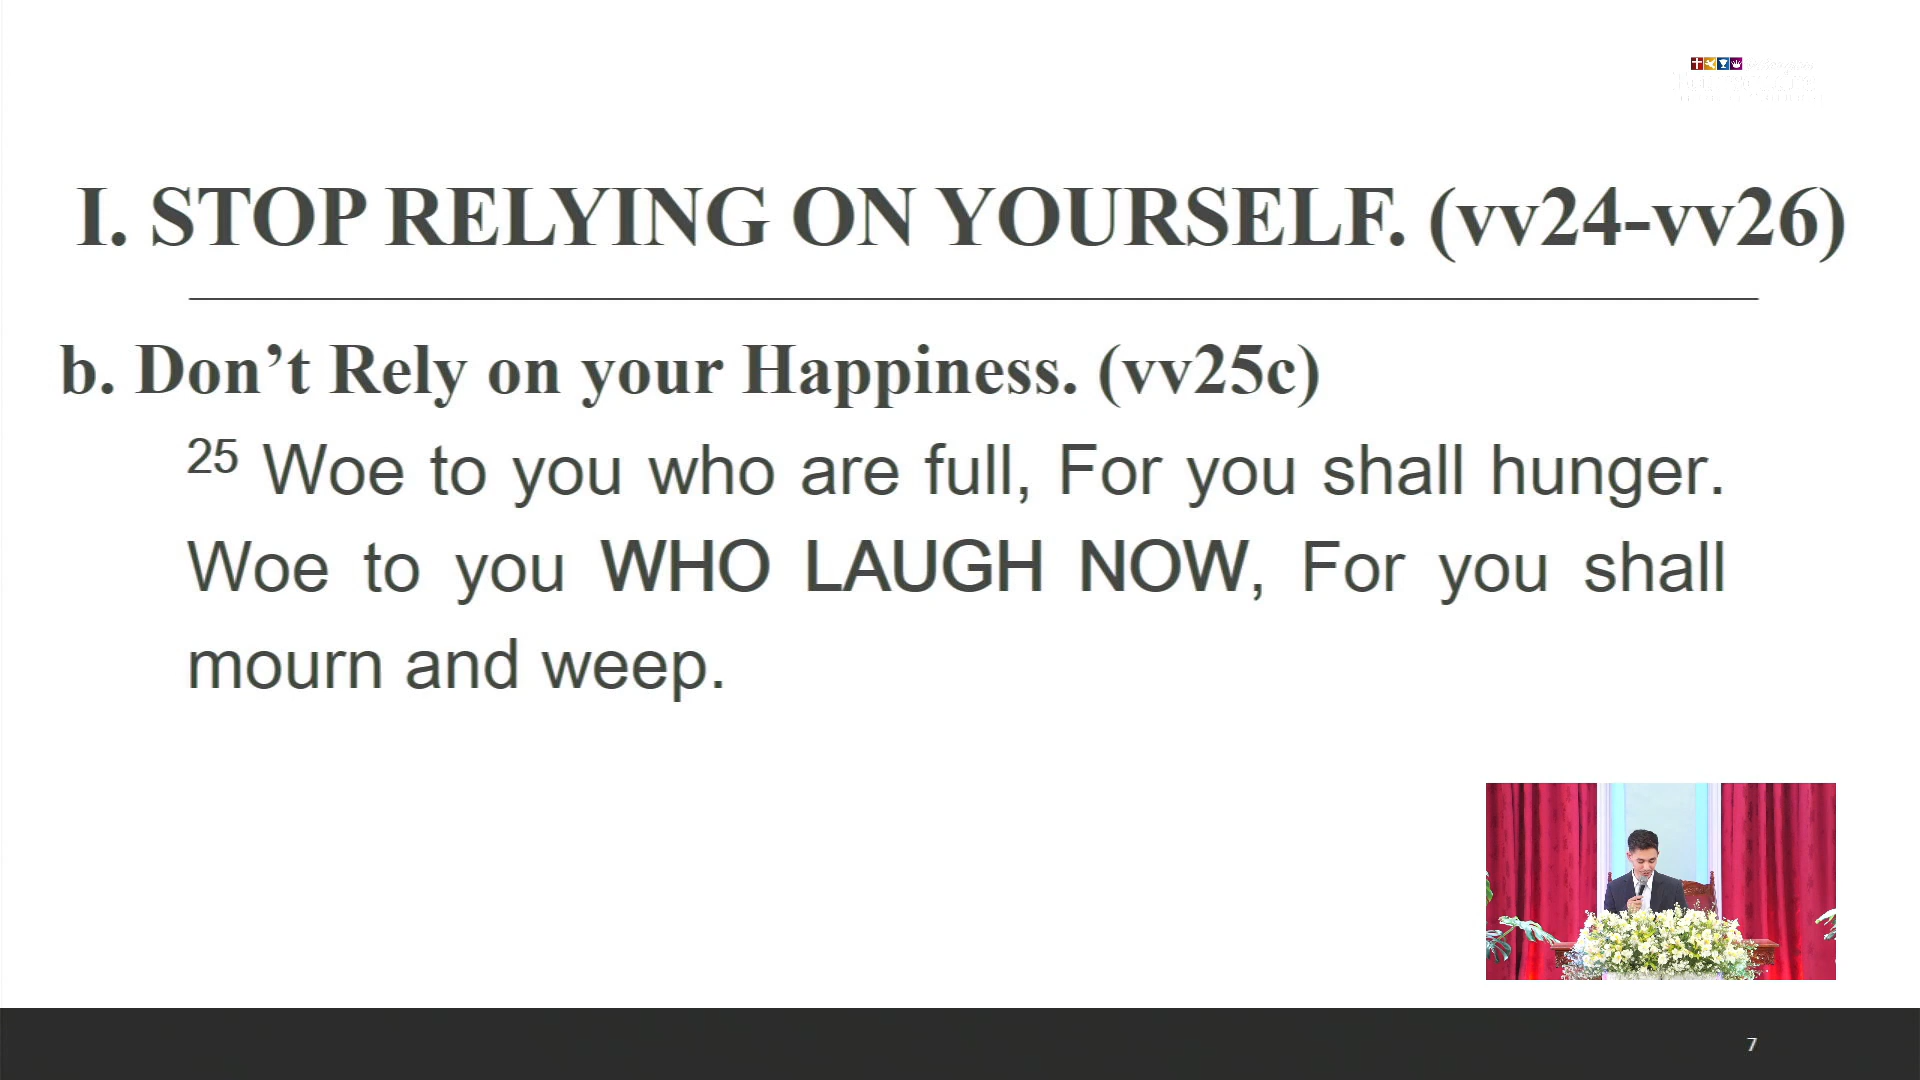 I. STOP RELYING ON YOURSELF. (vv24-vv26)
b. Don’t Rely on your Happiness. (vv25c)
25 Woe to you who are full, For you shall hunger.
Woe to you WHO LAUGH NOW, For you shall
mourn and weep.
7